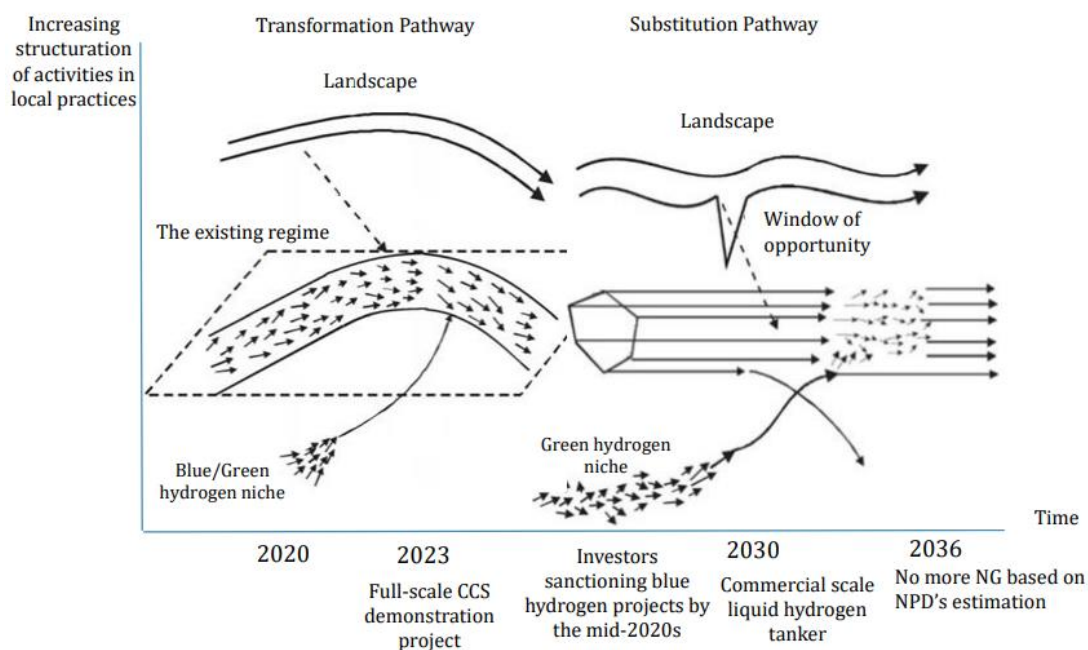 Increasing
structuration
of activities in
local practices
Transformation Pathway
Substitution Pathway
Landscape
Landscape
Window of
opportunity
The existing regime
Blue/Green
hydrogen niche
Green hydrogen
niche
Time
2020
2023
2030
2036
Full-scale CCS
demonstration
project
Investors
sanctioning blue
hydrogen projects by
the mid-2020s
Commercial scale
liquid hydrogen
tanker
No more NG based on
NPD's estimation